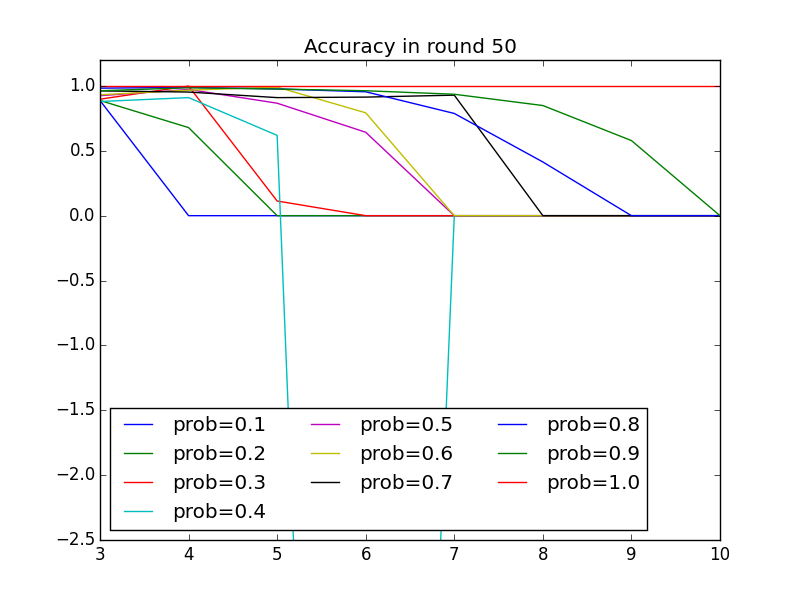 Accuracy in round 50
1.0
0.5
0.0
−0.5
−1.0
−1.5
−2.0
−2.5
prob=0.1 prob=0.5 prob=0.8
prob=0.2 prob=0.6 prob=0.9
prob=0.3 prob=0.7 prob=1.0
prob=0.4
3 4 5 6 7 8 9 10